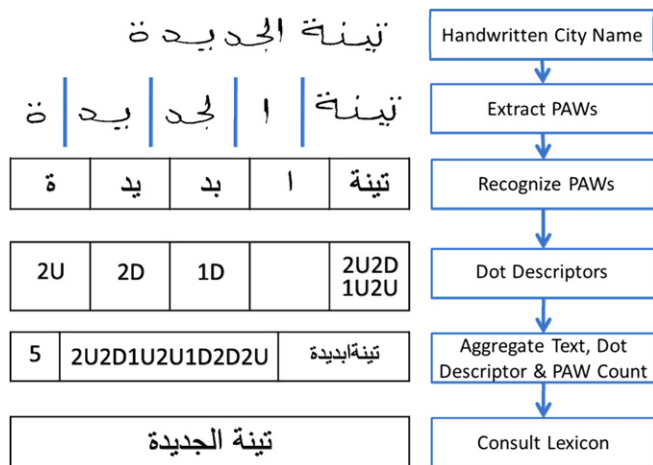 تينة الجديدة
Handwritten City Name
تينة | ا | لجد | يد | ة
Extract PAWs
تينة ا بد يد ة
Recognize PAWs
2U 2D 1D 2U2D
1U2U
Dot Descriptors
5 2U2D1U2U1D2D2U تينةابديدة
Aggregate Text, Dot
Descriptor & PAW Count
تينة الجديدة
Consult Lexicon